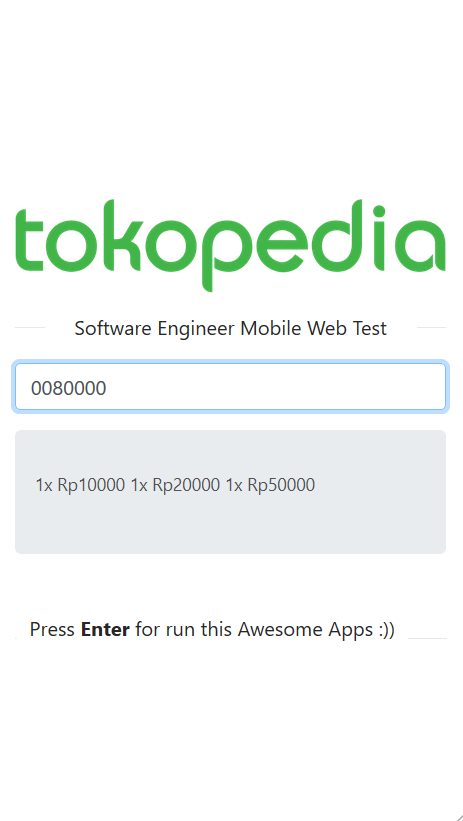 tokopedia
Software Engineer Mobile Web Test
0080000
1x Rp10000 1x Rp20000 1x Rp50000
Press Enter for run this Awesome Apps :))